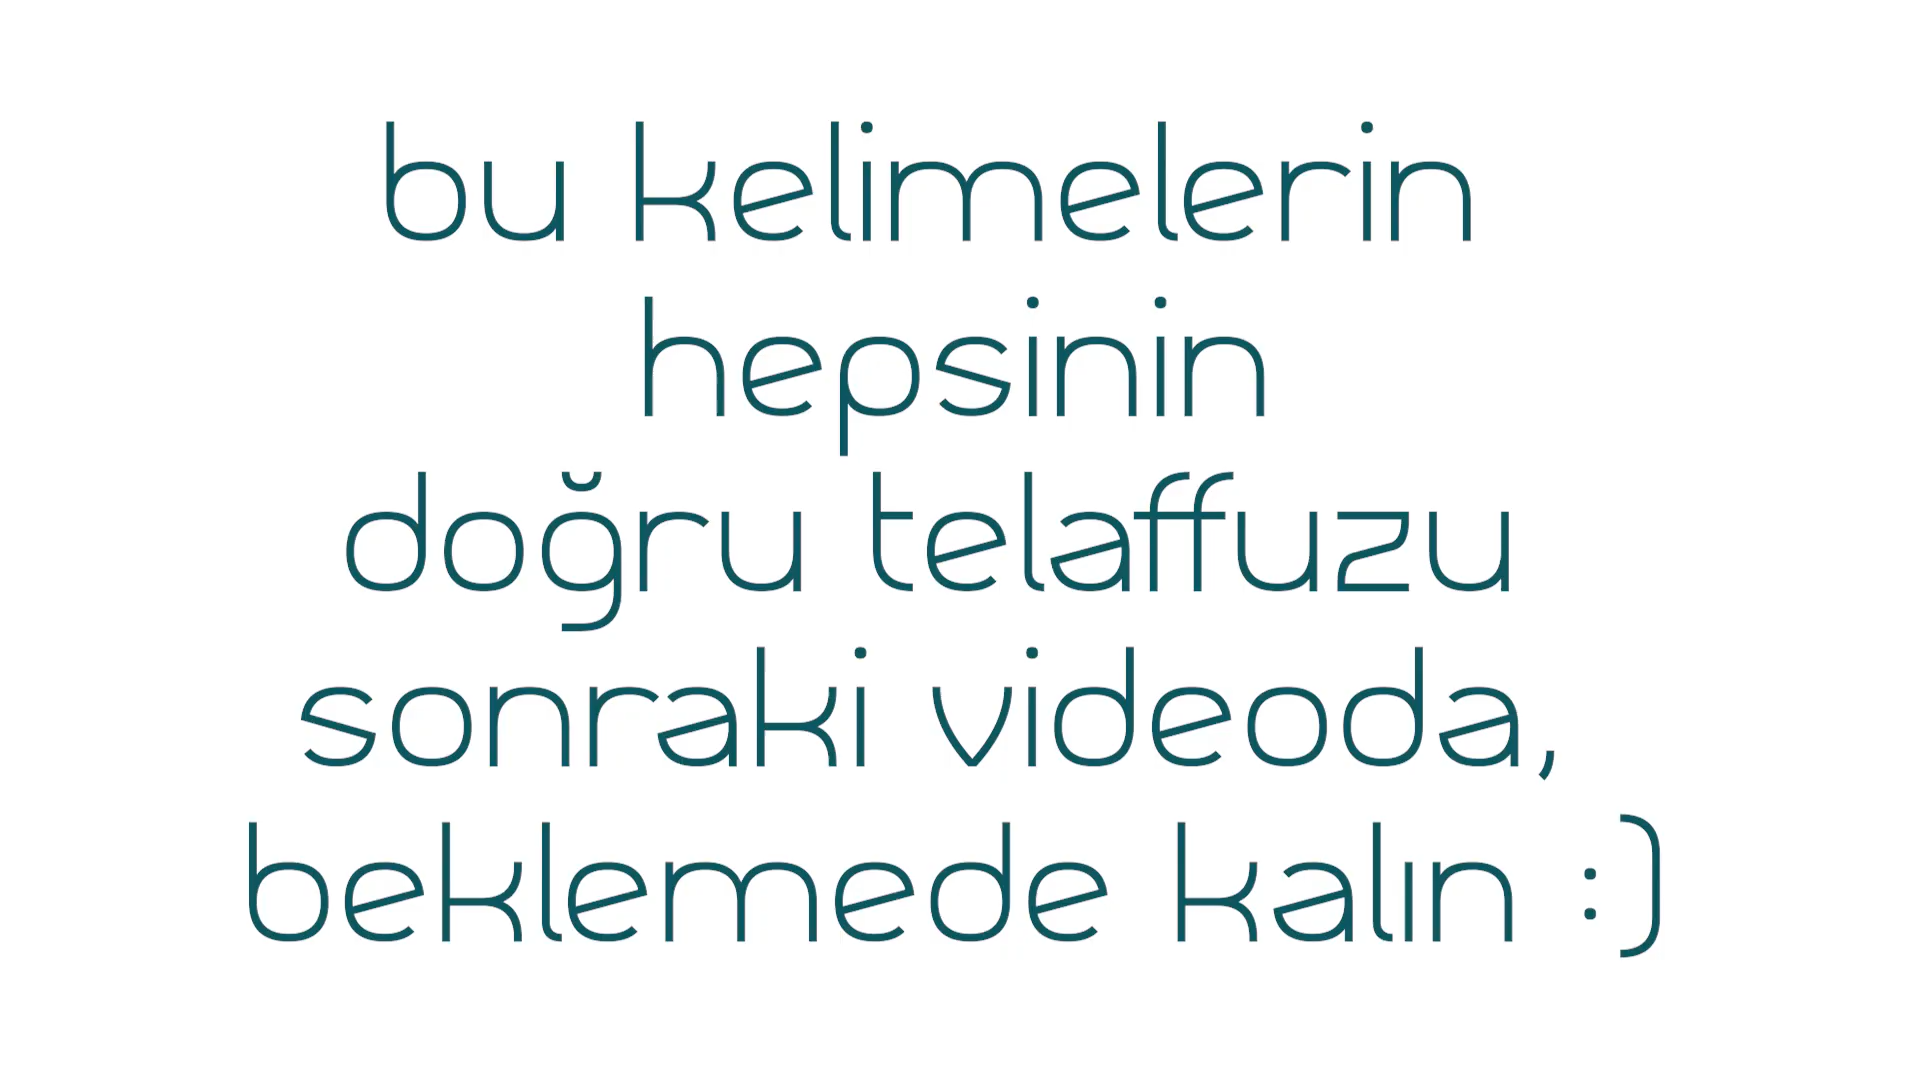 bu kelimelerin
hepsinin
doğru telaffuzu
sonraki videoda,
beklemede kalın :)